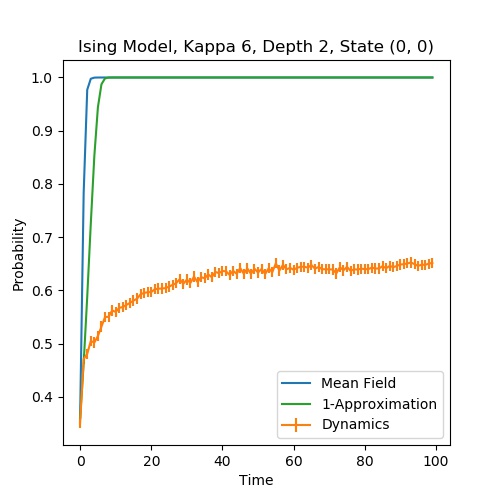 Ising Model, Kappa 6, Depth 2, State (0, 0)
1.0
0.9
0.8
0.7
0.6
0.5
0.4
Probability
Mean Field
1-Approximation
Dynamics
0 20 40 60 80 100
Time